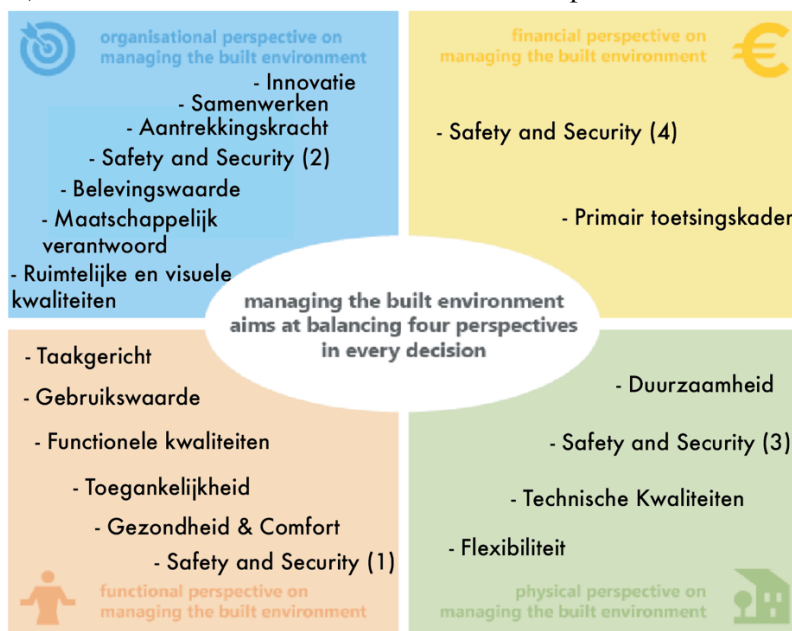 organisational perspective on
managing the built environment
- Innovatie
- Samenwerken
- Aantrekkingskracht
- Safety and Security (2)
- Belevingswaarde
- Maatschappelijk
verantwoord
- Ruimtelijke en visuele
kwaliteiten
financial perspective on
managing the built environment
- Safety and Security (4)
- Primair toetsingskader
managing the built environment
aims at balancing four perspectives
in every decision
- Taakgericht
- Gebruikswaarde
- Functionele kwaliteiten
- Toegankelijkheid
- Gezondheid & Comfort
- Safety and Security (1)
functional perspective on
managing the built environment
- Duurzaamheid
- Safety and Security (3)
- Technische Kwaliteiten
- Flexibiliteit
physical perspective on
managing the built environment